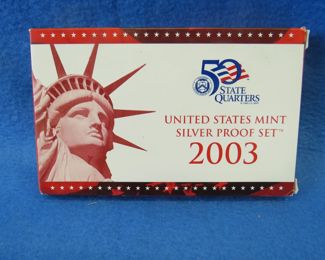 50
STATE
QUARTERS
UNITED STATES MINT
SILVER PROOF SET™
2003